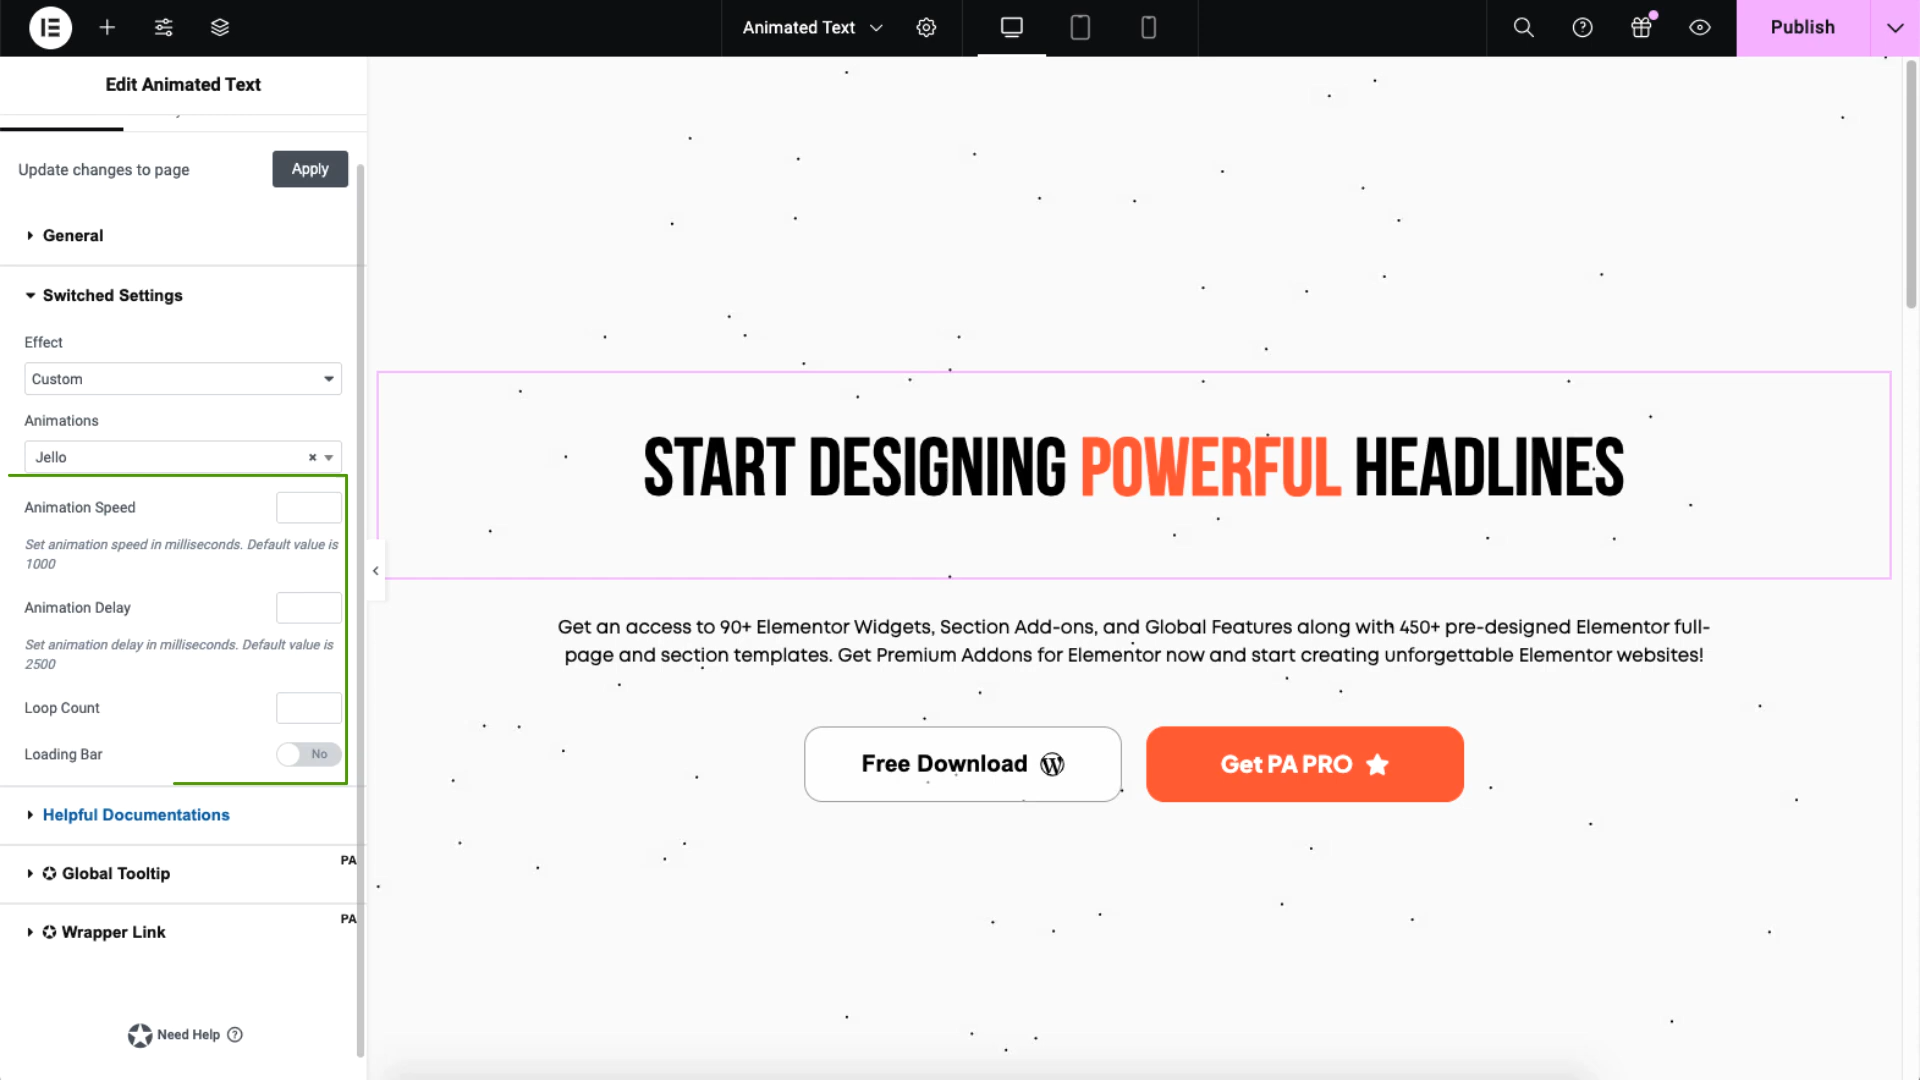 Animated Text
Publish
Edit Animated Text
Update changes to page
Apply
General
Switched Settings
Effect
Custom
Animations
Jello
Animation Speed
Set animation speed in milliseconds. Default value is
1000
Animation Delay
Set animation delay in milliseconds. Default value is
2500
Loop Count
Loading Bar
No
Helpful Documentations
PA
Global Tooltip
PA
Wrapper Link
Need Help
START DESIGNING POWERFUL HEADLINES
Get an access to 90+ Elementor Widgets, Section Add-ons, and Global Features along with 450+ pre-designed Elementor full-
page and section templates. Get Premium Addons for Elementor now and start creating unforgettable Elementor websites!
Free Download
Get PA PRO